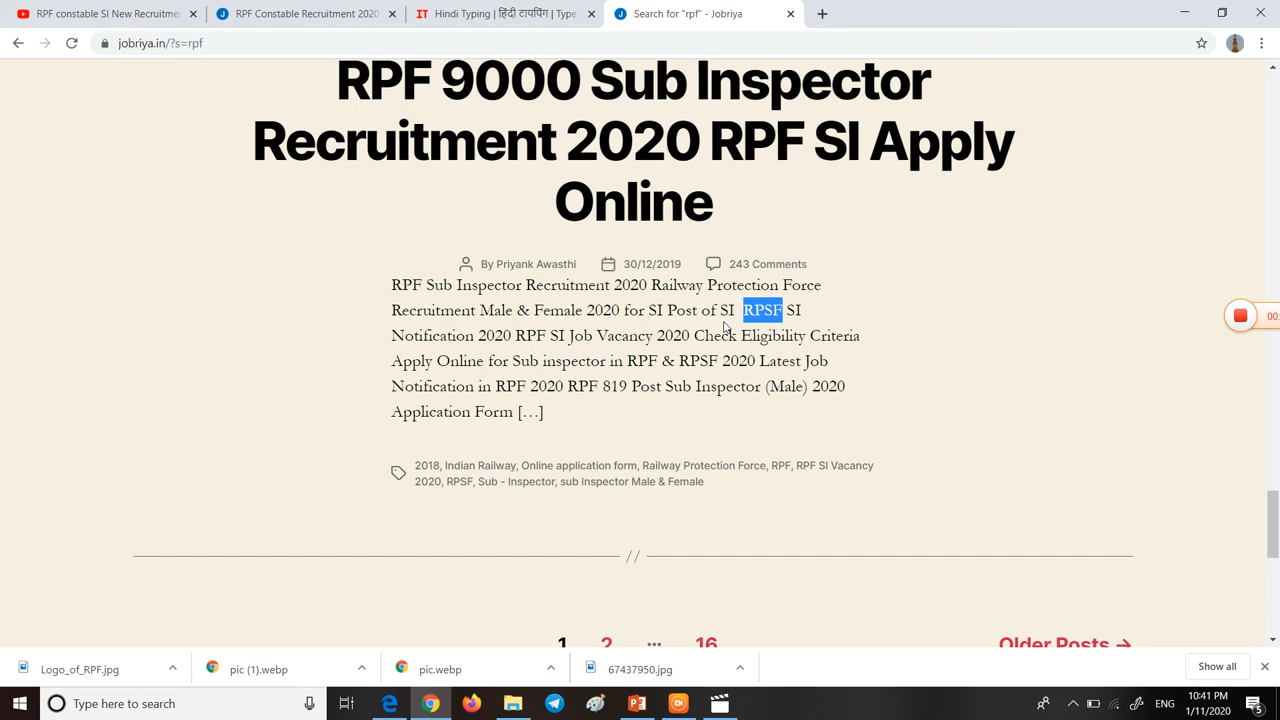 RPF constable SI New Recruitmer
RPF Constable Recruitment 2020
Hindi Typing | हिंदी टायपिंग | Type
Search for "rpf" - Jobriya
jobriya.in/?s=rpf
RPF 9000 Sub Inspector
Recruitment 2020 RPF SI Apply
Online
By Priyank Awasthi 30/12/2019 243 Comments
RPF Sub Inspector Recruitment 2020 Railway Protection Force
Recruitment Male & Female 2020 for SI Post of SI RPSF SI
Notification 2020 RPF SI Job Vacancy 2020 Check Eligibility Criteria
Apply Online for Sub inspector in RPF & RPSF 2020 Latest Job
Notification in RPF 2020 RPF 819 Post Sub Inspector (Male) 2020
Application Form […]
2018, Indian Railway, Online application form, Railway Protection Force, RPF, RPF SI Vacancy
2020, RPSF, Sub - Inspector, sub Inspector Male & Female
//
1 2 … 16 Older Posts →
Logo_of_RPF.jpg
pic (1).webp
pic.webp
67437950.jpg
Show all
Type here to search
ENG
10:41 PM
1/11/2020
5